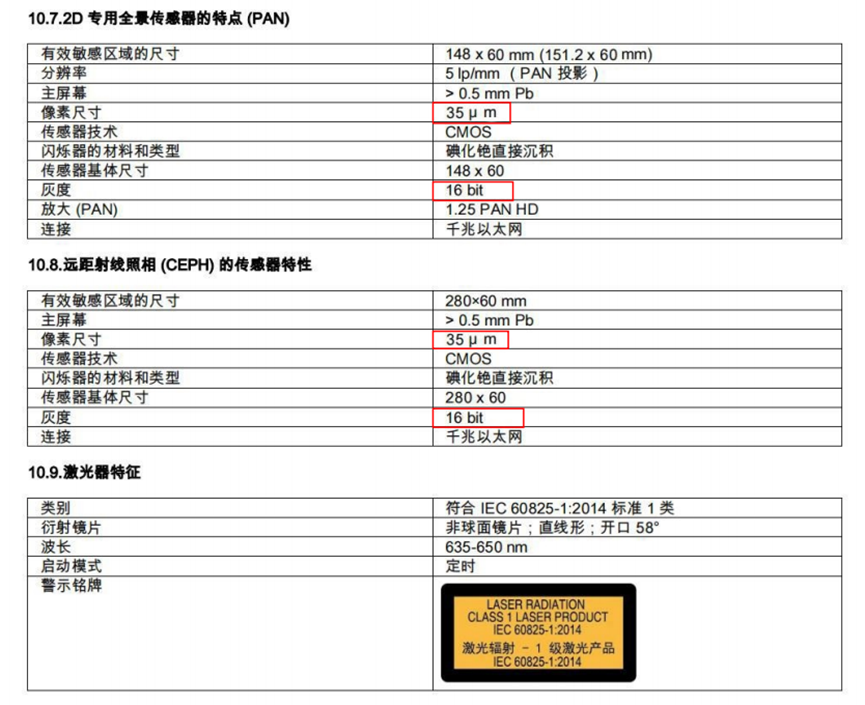 10.7.2D 专用全景传感器的特点 (PAN)
有效敏感区域的尺寸 148 x 60 mm (151.2 x 60 mm)
分辨率 5 lp/mm （ PAN 投影 ）
主屏幕 > 0.5 mm Pb
像素尺寸 35 μ m
传感器技术 CMOS
闪烁器的材料和类型 碘化铯直接沉积
传感器基体尺寸 148 x 60
灰度 16 bit
放大 (PAN) 1.25 PAN HD
连接 千兆以太网
10.8.远距射线照相 (CEPH) 的传感器特性
有效敏感区域的尺寸 280×60 mm
主屏幕 > 0.5 mm Pb
像素尺寸 35 μ m
传感器技术 CMOS
闪烁器的材料和类型 碘化铯直接沉积
传感器基体尺寸 280 x 60
灰度 16 bit
连接 千兆以太网
10.9.激光器特征
类别 符合 IEC 60825-1:2014 标准 1 类
衍射镜片 非球面镜片；直线形；开口 58°
波长 635-650 nm
启动模式 定时
警示铭牌
LASER RADIATION
CLASS 1 LASER PRODUCT
IEC 60825-1:2014
激光辐射 - 1 级激光产品
IEC 60825-1:2014